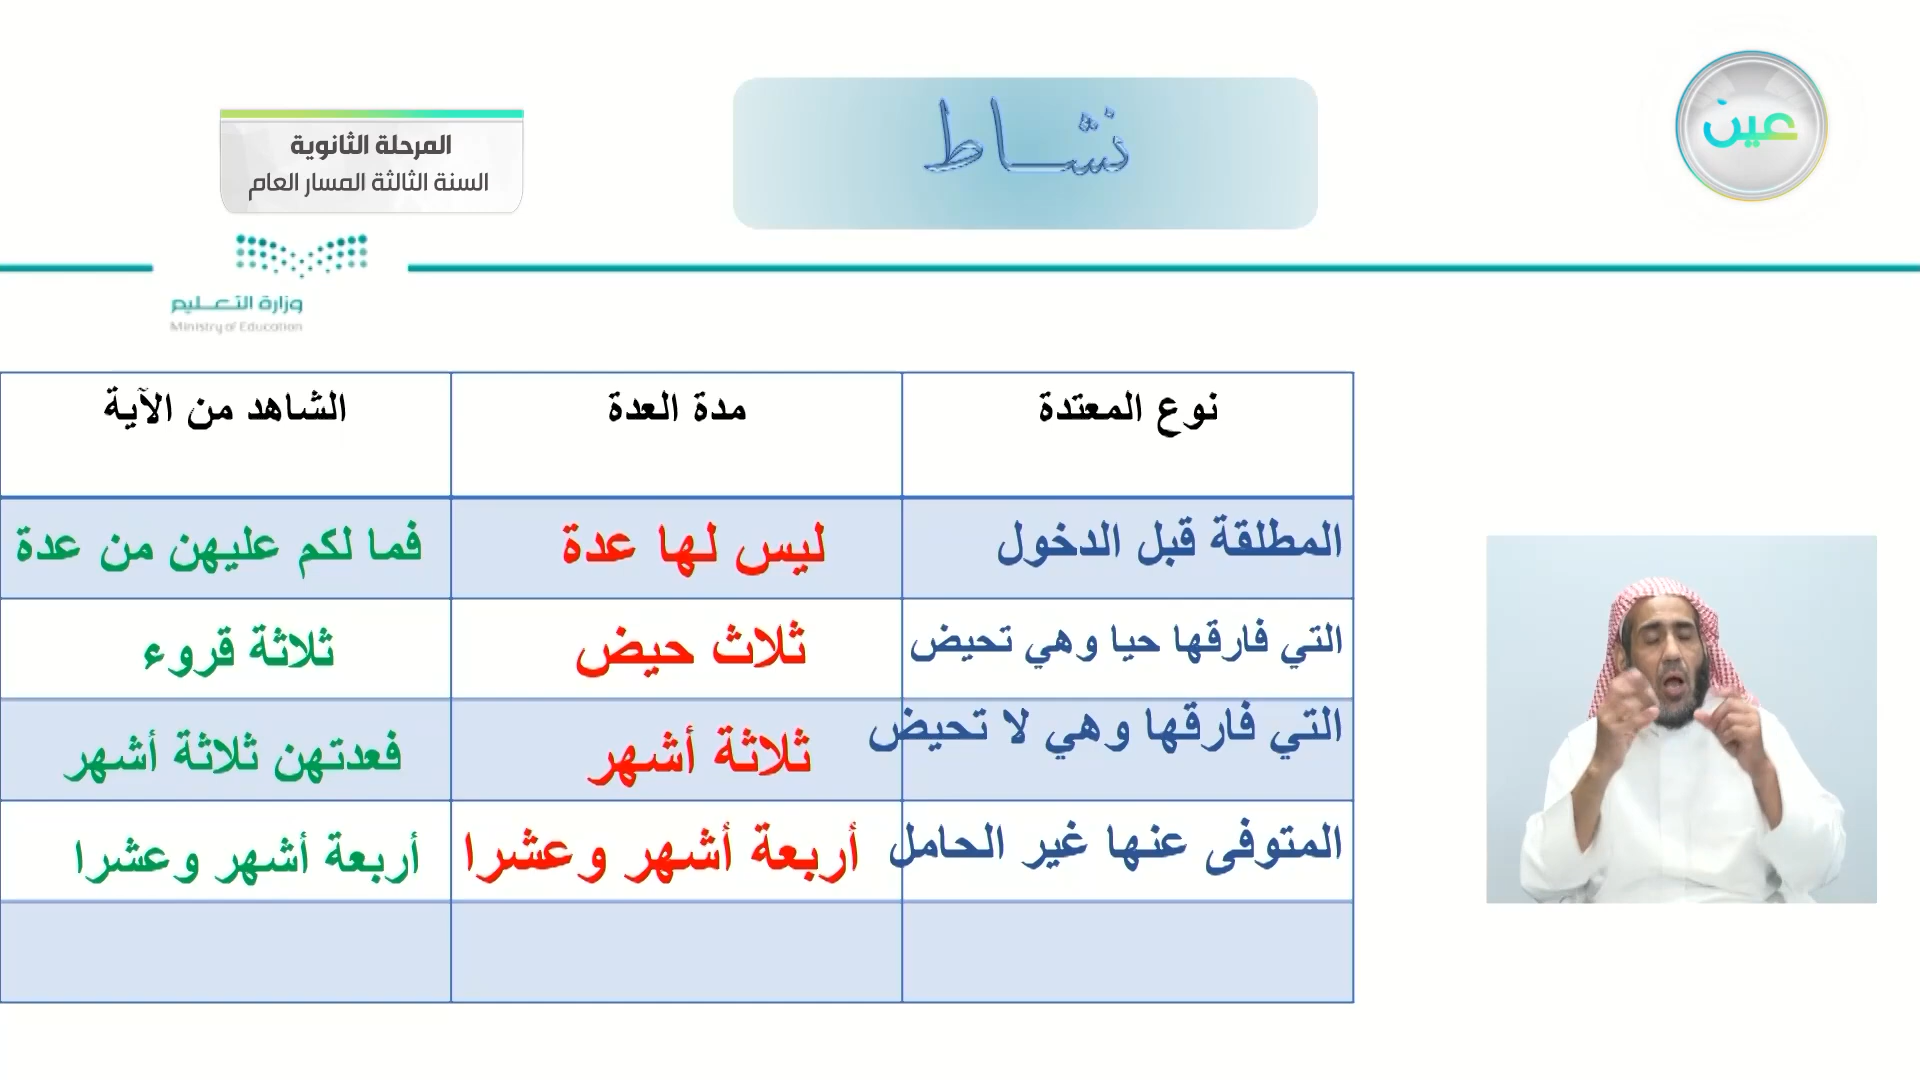 عين
نشاط
المرحلة الثانوية
السنة الثالثة المسار العام
وزارة التعليم
Ministry of Education
نوع المعتدة مدة العدة الشاهد من الآية
المطلقة قبل الدخول ليس لها عدة فما لكم عليهن من عدة
التي فارقها حيا وهي تحيض ثلاث حيض ثلاثة قروء
التي فارقها وهي لا تحيض ثلاثة أشهر فعدتهن ثلاثة أشهر
المتوفى عنها غير الحامل أربعة أشهر وعشرا أربعة أشهر وعشرا